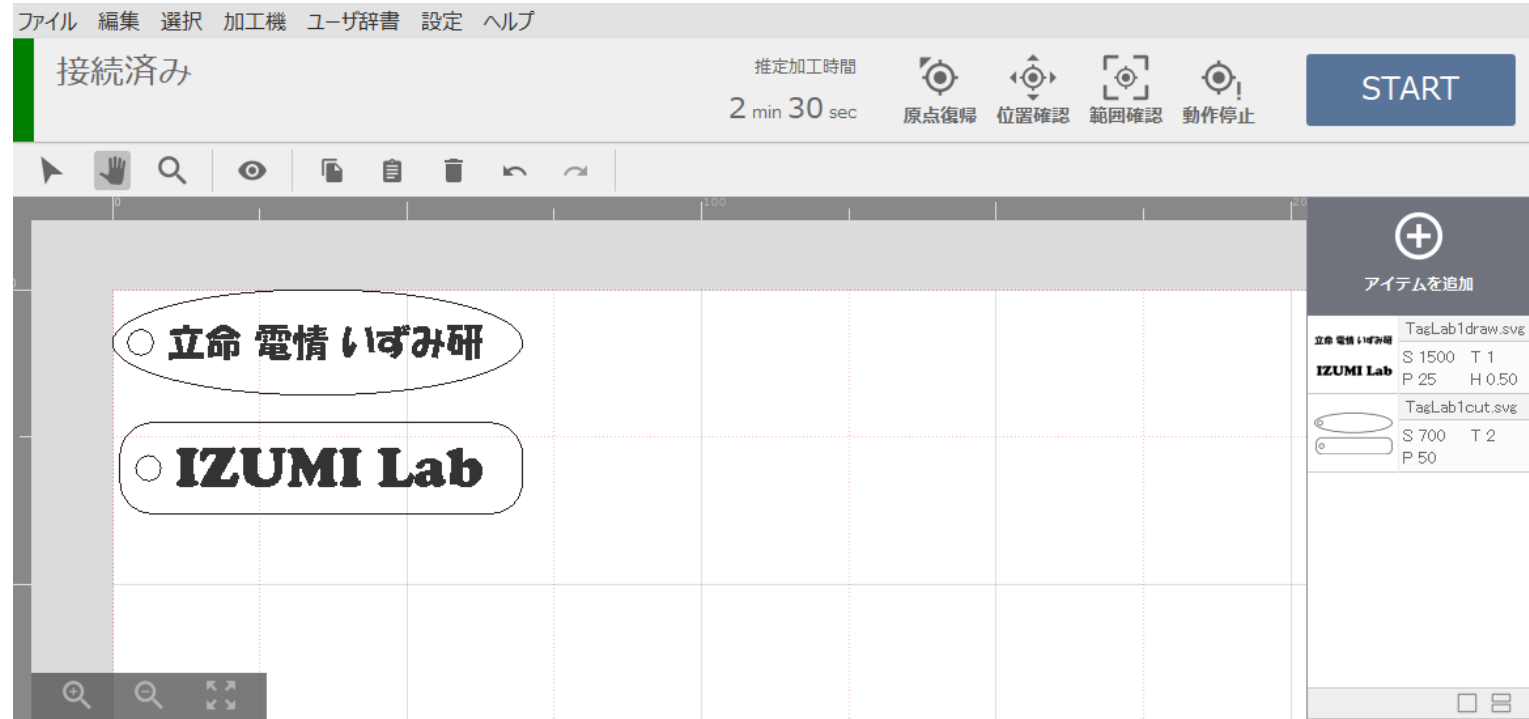 ファイル 編集 選択 加工機 ユーザ辞書 設定 ヘルプ
接続済み
推定加工時間
2 min 30 sec
原点復帰 位置確認 範囲確認 動作停止
START
0 100 20
アイテムを追加
立命 電情 いずみ研
IZUMI Lab
立命 電情 いずみ研
IZUMI Lab
TagLab1draw.svg
S 1500 T 1
P 25 H 0.50
TagLab1cut.svg
S 700 T 2
P 50